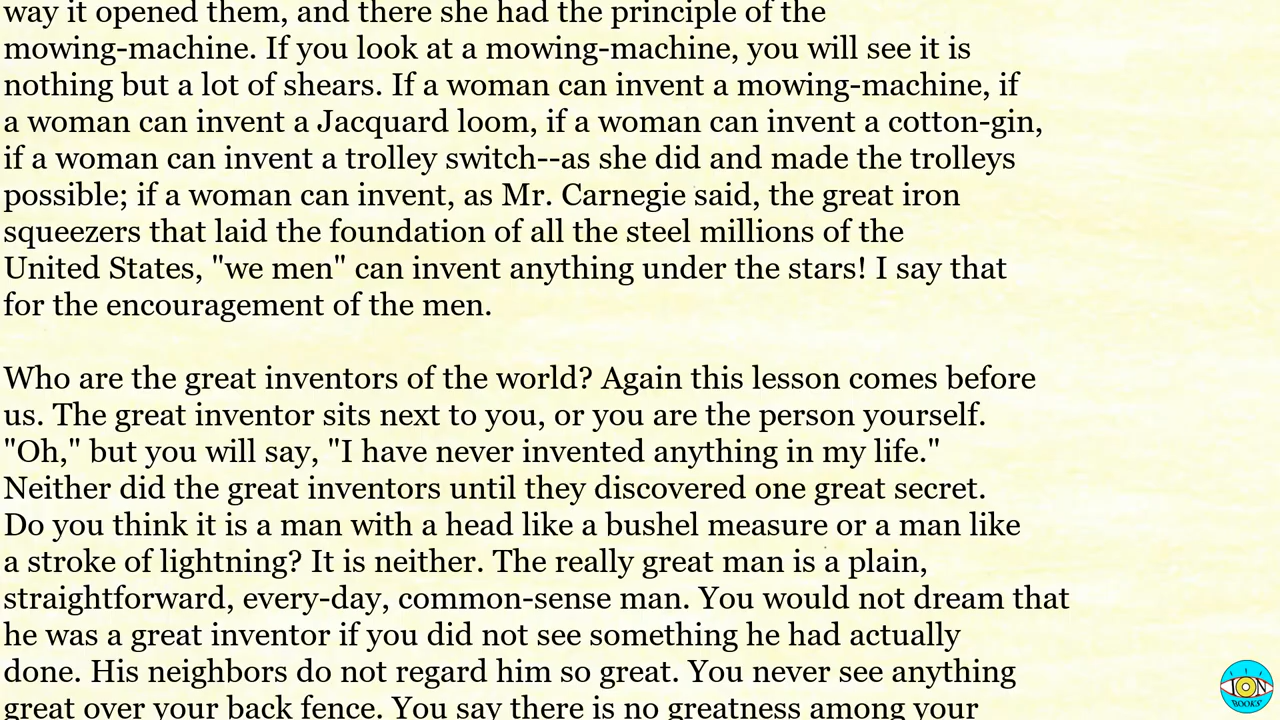 way it opened them, and there she had the principle of the
mowing-machine. If you look at a mowing-machine, you will see it is
nothing but a lot of shears. If a woman can invent a mowing-machine, if
a woman can invent a Jacquard loom, if a woman can invent a cotton-gin,
if a woman can invent a trolley switch--as she did and made the trolleys
possible; if a woman can invent, as Mr. Carnegie said, the great iron
squeezers that laid the foundation of all the steel millions of the
United States, "we men" can invent anything under the stars! I say that
for the encouragement of the men.
Who are the great inventors of the world? Again this lesson comes before
us. The great inventor sits next to you, or you are the person yourself.
"Oh," but you will say, "I have never invented anything in my life."
Neither did the great inventors until they discovered one great secret.
Do you think it is a man with a head like a bushel measure or a man like
a stroke of lightning? It is neither. The really great man is a plain,
straightforward, every-day, common-sense man. You would not dream that
he was a great inventor if you did not see something he had actually
done. His neighbors do not regard him so great. You never see anything
great over your back fence. You say there is no greatness among your
ION
BOOKS